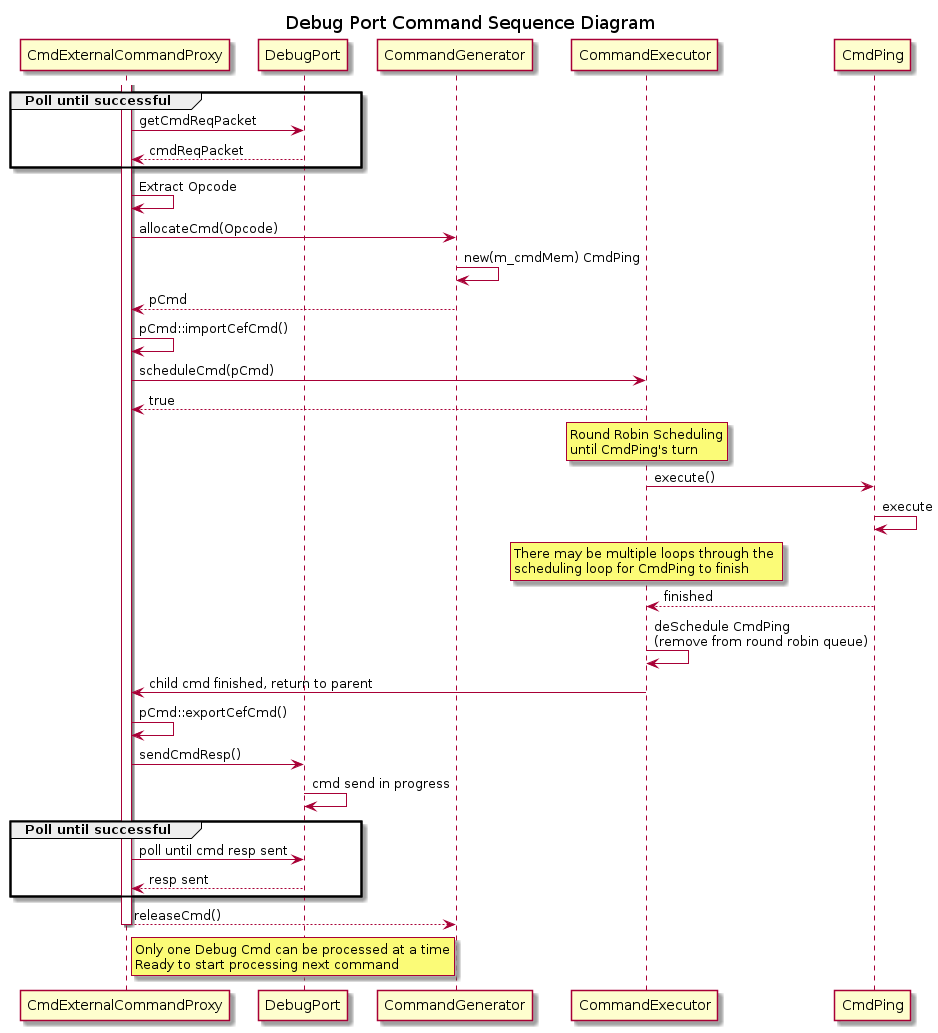 Debug Port Command Sequence Diagram
CmdExternalCommandProxy
DebugPort
CommandGenerator
CommandExecutor
CmdPing
Poll until successful
getCmdReqPacket
cmdReqPacket
Extract Opcode
allocateCmd(Opcode)
new(m_cmdMem) CmdPing
pCmd
pCmd::importCefCmd()
scheduleCmd(pCmd)
true
Round Robin Scheduling
until CmdPing's turn
execute()
execute
There may be multiple loops through the
scheduling loop for CmdPing to finish
finished
deSchedule CmdPing
(remove from round robin queue)
child cmd finished, return to parent
pCmd::exportCefCmd()
sendCmdResp()
cmd send in progress
Poll until successful
poll until cmd resp sent
resp sent
releaseCmd()
Only one Debug Cmd can be processed at a time
Ready to start processing next command
CmdExternalCommandProxy
DebugPort
CommandGenerator
CommandExecutor
CmdPing